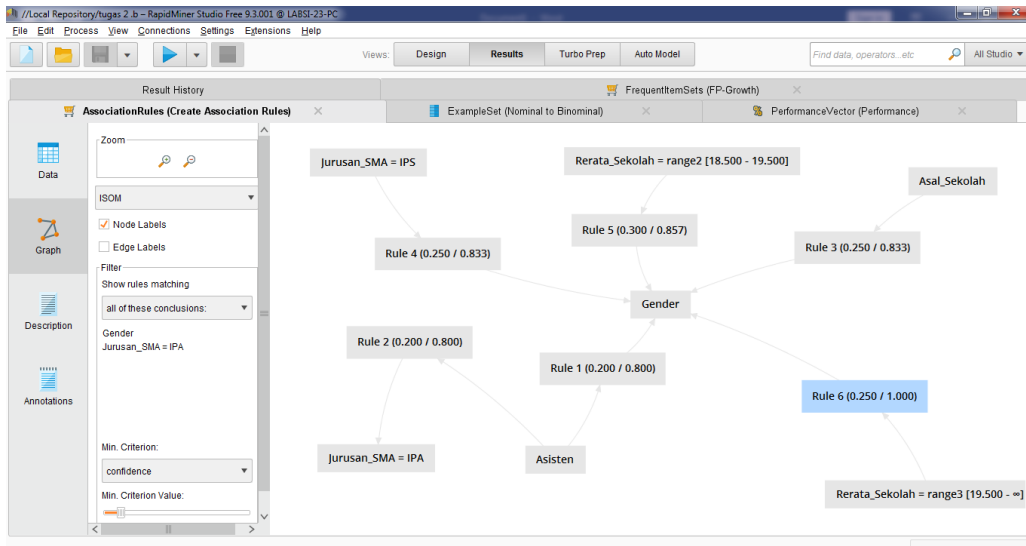 //Local Repository/tugas 2 .b – RapidMiner Studio Free 9.3.001 @ LABSI-23-PC
File Edit Process View Connections Settings Extensions Help
Views: Design Results Turbo Prep Auto Model Find data, operators...etc All Studio
Result History FrequentItemSets (FP-Growth)
AssociationRules (Create Association Rules) ExampleSet (Nominal to Binominal) PerformanceVector (Performance)
Data
Graph
Description
Annotations
Zoom
ISOM
Node Labels
Edge Labels
Filter
Show rules matching
all of these conclusions:
Gender
Jurusan_SMA = IPA
Min. Criterion:
confidence
Min. Criterion Value:
Jurusan_SMA = IPS
Rerata_Sekolah = range2 [18.500 - 19.500]
Asal_Sekolah
Rule 5 (0.300 / 0.857)
Rule 4 (0.250 / 0.833)
Rule 3 (0.250 / 0.833)
Gender
Rule 2 (0.200 / 0.800)
Rule 1 (0.200 / 0.800)
Rule 6 (0.250 / 1.000)
Jurusan_SMA = IPA
Asisten
Rerata_Sekolah = range3 [19.500 - ∞]